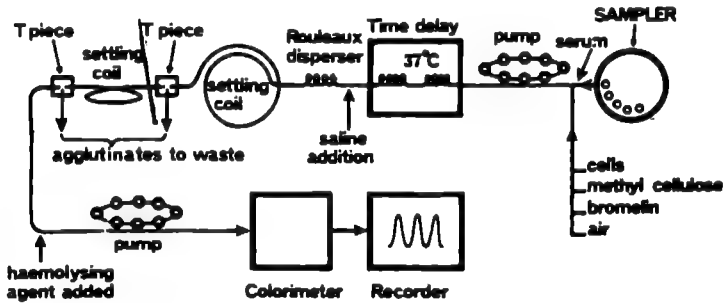 SAMPLER
Time delay
T piece
T piece
Rouleaux
disperser
pump
serum
settling
coil
37°C
settling
coil
saline
addition
agglutinates to waste
cells
methyl cellulose
bromelin
air
pump
haemolysing
agent added
Colorimeter
Recorder